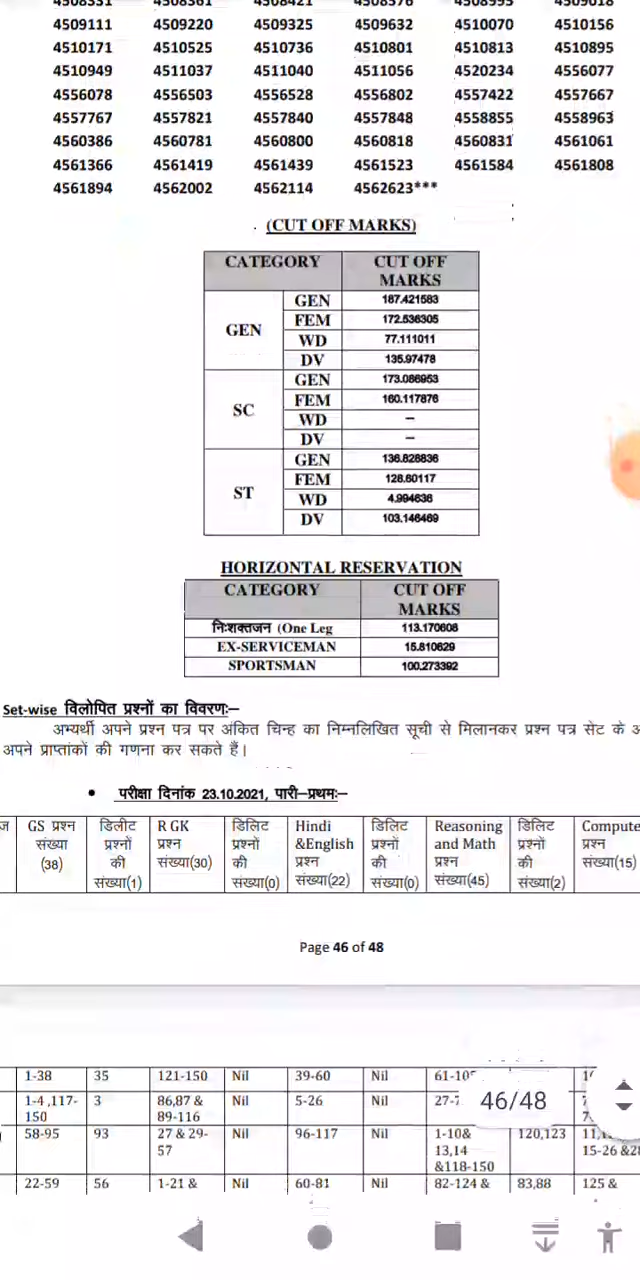 4508331 4508361 4508421 4508576 4508995 4509018
4509111 4509220 4509325 4509632 4510070 4510156
4510171 4510525 4510736 4510801 4510813 4510895
4510949 4511037 4511040 4511056 4520234 4556077
4556078 4556503 4556528 4556802 4557422 4557667
4557767 4557821 4557840 4557848 4558855 4558963
4560386 4560781 4560800 4560818 4560831 4561061
4561366 4561419 4561439 4561523 4561584 4561808
4561894 4562002 4562114 4562623***
(CUT OFF MARKS)
CATEGORY CUT OFF
MARKS
GEN
GEN 187.421583
FEM 172.536305
WD 77.111011
DV 135.97478
SC
GEN 173.086953
FEM 160.117876
WD –
DV –
ST
GEN 136.828836
FEM 128.60117
WD 4.994636
DV 103.146469
HORIZONTAL RESERVATION
CATEGORY CUT OFF
MARKS
निःशक्तजन (One Leg 113.170608
EX-SERVICEMAN 15.810629
SPORTSMAN 100.273392
Set-wise विलोपित प्रश्नों का विवरणः–
अभ्यर्थी अपने प्रश्न पत्र पर अंकित चिन्ह का निम्नलिखित सूची से मिलानकर प्रश्न पत्र सेट के
अपने प्राप्तांकों की गणना कर सकते हैं।
• परीक्षा दिनांक 23.10.2021, पारी–प्रथमः–
GS प्रश्न डिलीट R GK डिलिट Hindi डिलिट Reasoning डिलिट Compute
संख्या प्रश्नों प्रश्न प्रश्नों &English प्रश्नों and Math प्रश्नों प्रश्न
(38) की संख्या(30) की प्रश्न की प्रश्न की संख्या(15)
संख्या(1) संख्या(0) संख्या(22) संख्या(0) संख्या(45) संख्या(2)
Page 46 of 48
1-38 35 121-150 Nil 39-60 Nil
1-4 ,117- 3 86,87 & Nil 5-26 Nil
150 89-116
58-95 93 27 & 29- Nil 96-117 Nil 1-10& 120,123
57 13,14 15-26 &
&118-150
22-59 56 1-21 & Nil 60-81 Nil 82-124 & 83,88 125 &
46/48